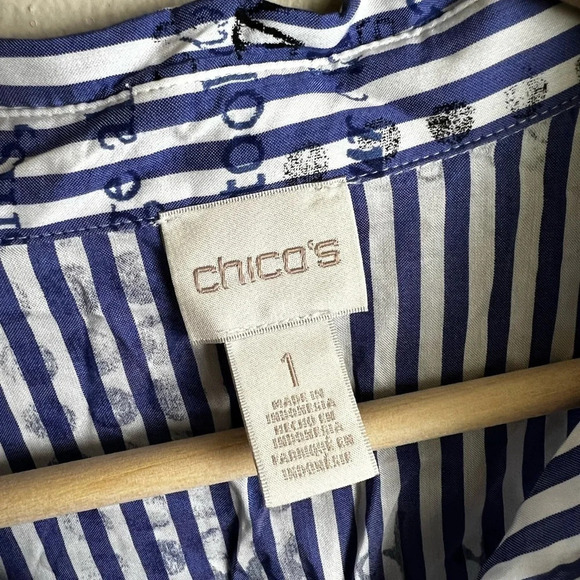 chico's
1
MADE IN
INDONESIA
HECHO EN
INDONESIA
FABRIQUÉ EN
INDONÉSIE